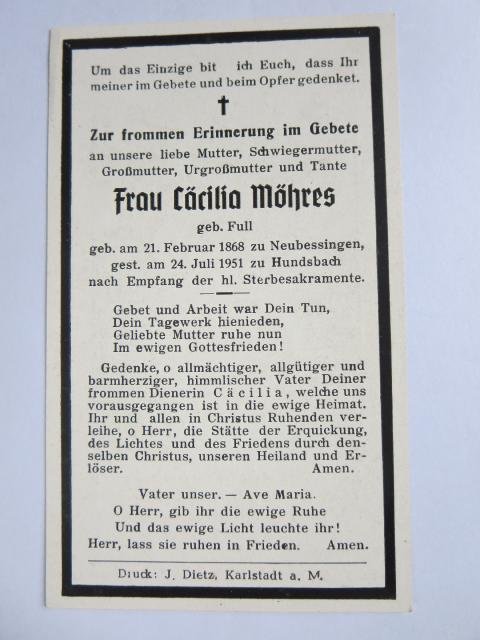 Um das Einzige bit ich Euch, dass Ihr
meiner im Gebete und beim Opfer gedenket.
Zur frommen Erinnerung im Gebete
an unsere liebe Mutter, Schwiegermutter,
Großmutter, Urgroßmutter und Tante
Frau Cäcilia Möhres
geb. Full
geb. am 21. Februar 1868 zu Neubessingen,
gest. am 24. Juli 1951 zu Hundsbach
nach Empfang der hl. Sterbesakramente.
Gebet und Arbeit war Dein Tun,
Dein Tagewerk hienieden,
Geliebte Mutter ruhe nun
Im ewigen Gottesfrieden!
Gedenke, o allmächtiger, allgütiger und
barmherziger, himmlischer Vater Deiner
frommen Dienerin Cäcilia, welche uns
vorausgegangen ist in die ewige Heimat.
Ihr und allen in Christus Ruhenden ver-
leihe, o Herr, die Stätte der Erquickung,
des Lichtes und des Friedens durch den-
selben Christus, unseren Heiland und Er-
löser. Amen.
Vater unser. — Ave Maria.
O Herr, gib ihr die ewige Ruhe
Und das ewige Licht leuchte ihr!
Herr, lass sie ruhen in Frieden. Amen.
Druck: J. Dietz, Karlstadt a. M.